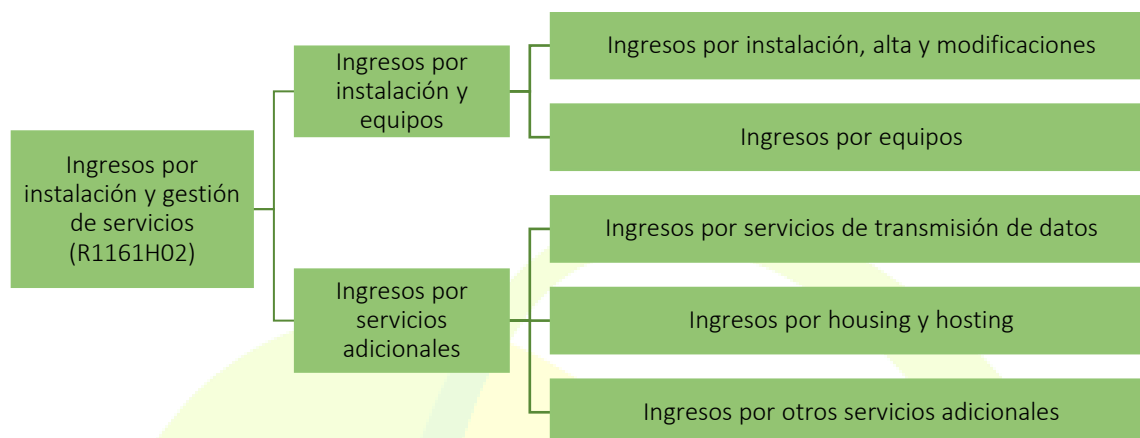 Ingresos por
instalación y gestión
de servicios
(R1161H02)
Ingresos por
instalación y
equipos
Ingresos por instalación, alta y modificaciones
Ingresos por equipos
Ingresos por
servicios
adicionales
Ingresos por servicios de transmisión de datos
Ingresos por housing y hosting
Ingresos por otros servicios adicionales